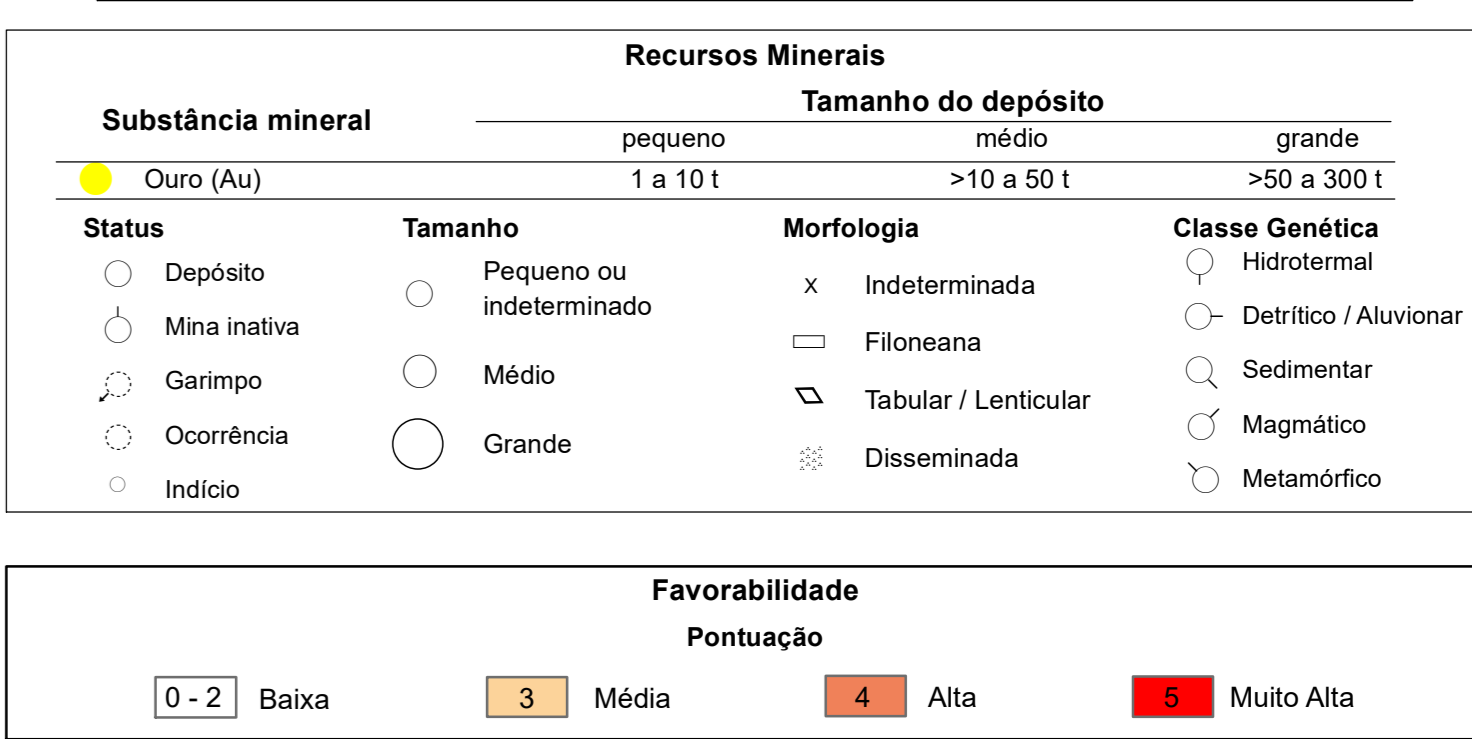 Recursos Minerais
Substância mineral
Tamanho do depósito
pequeno médio grande
Ouro (Au) 1 a 10 t >10 a 50 t >50 a 300 t
Status
Depósito
Mina inativa
Garimpo
Ocorrência
Indício
Tamanho
Pequeno ou
indeterminado
Médio
Grande
Morfologia
x Indeterminada
Filoneana
Tabular / Lenticular
Disseminada
Classe Genética
Hidrotermal
Detrítico / Aluvionar
Sedimentar
Magmático
Metamórfico
Favorabilidade
Pontuação
0 - 2 Baixa 3 Média 4 Alta 5 Muito Alta